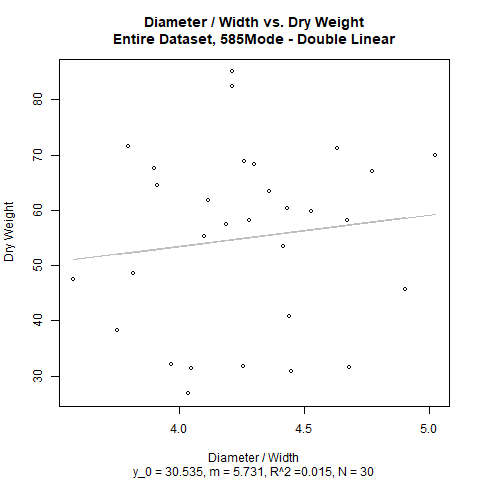 Diameter / Width vs. Dry Weight
Entire Dataset, 585Mode - Double Linear
Dry Weight
80
70
60
50
40
30
4.0 4.5 5.0
Diameter / Width
y_0 = 30.535, m = 5.731, R^2 =0.015, N = 30